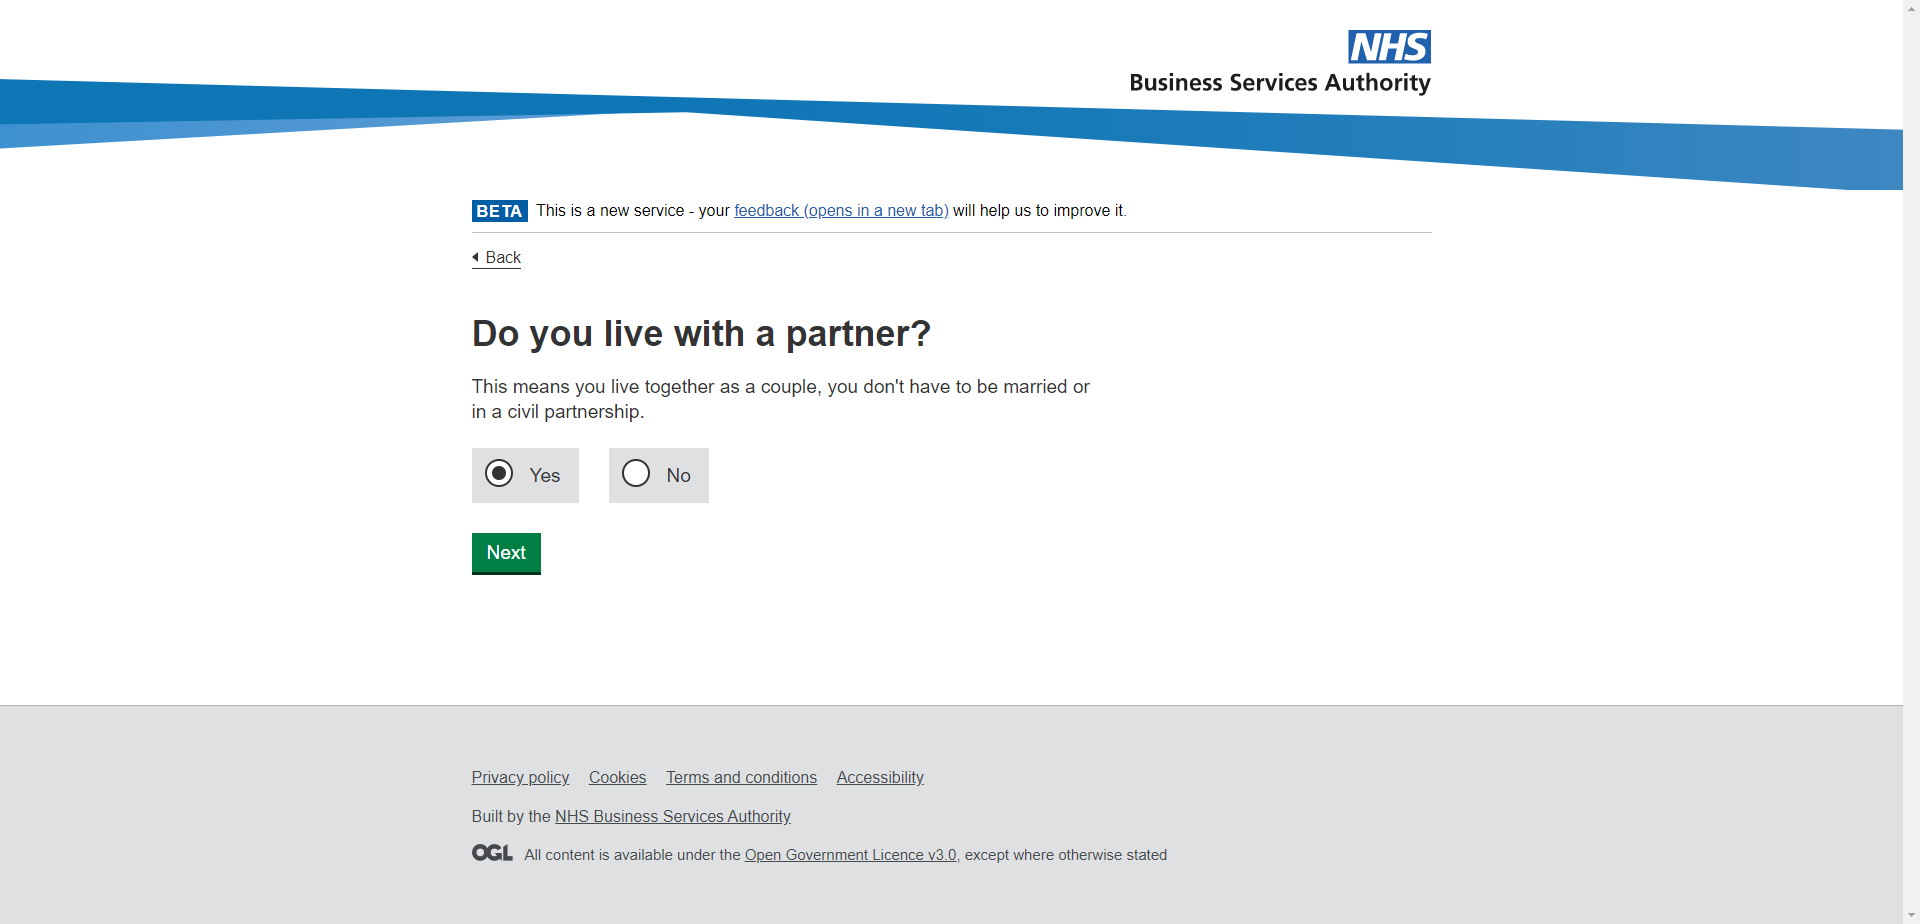 NHS
Business Services Authority
BETA This is a new service - your feedback (opens in a new tab) will help us to improve it.
Back
Do you live with a partner?
This means you live together as a couple, you don't have to be married or
in a civil partnership.
Yes No
Next
Privacy policy Cookies Terms and conditions Accessibility
Built by the NHS Business Services Authority
OGL All content is available under the Open Government Licence v3.0, except where otherwise stated